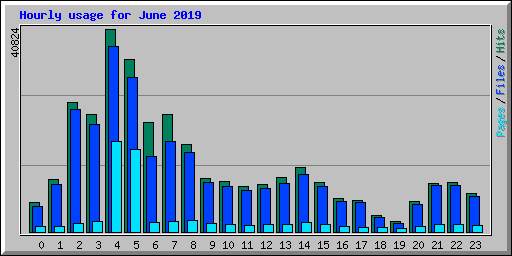 Hourly usage for June 2019
40824
Pages / Files / Hits
0 1 2 3 4 5 6 7 8 9 10 11 12 13 14 15 16 17 18 19 20 21 22 23